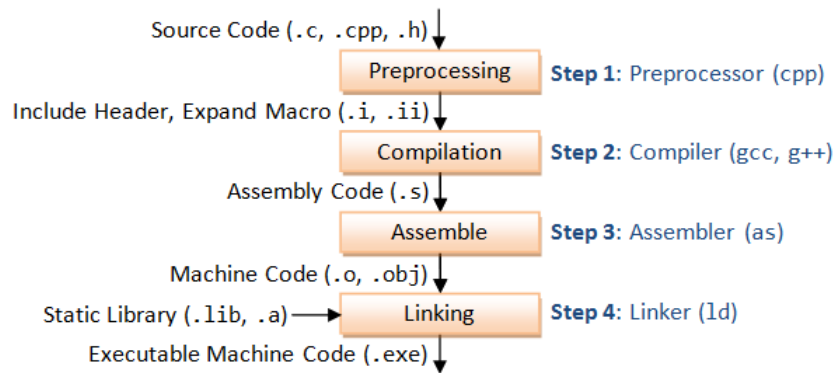 Source Code (.c, .cpp, .h)
Preprocessing
Step 1: Preprocessor (cpp)
Include Header, Expand Macro (.i, .ii)
Compilation
Step 2: Compiler (gcc, g++)
Assembly Code (.s)
Assemble
Step 3: Assembler (as)
Machine Code (.o, .obj)
Static Library (.lib, .a)
Linking
Step 4: Linker (ld)
Executable Machine Code (.exe)